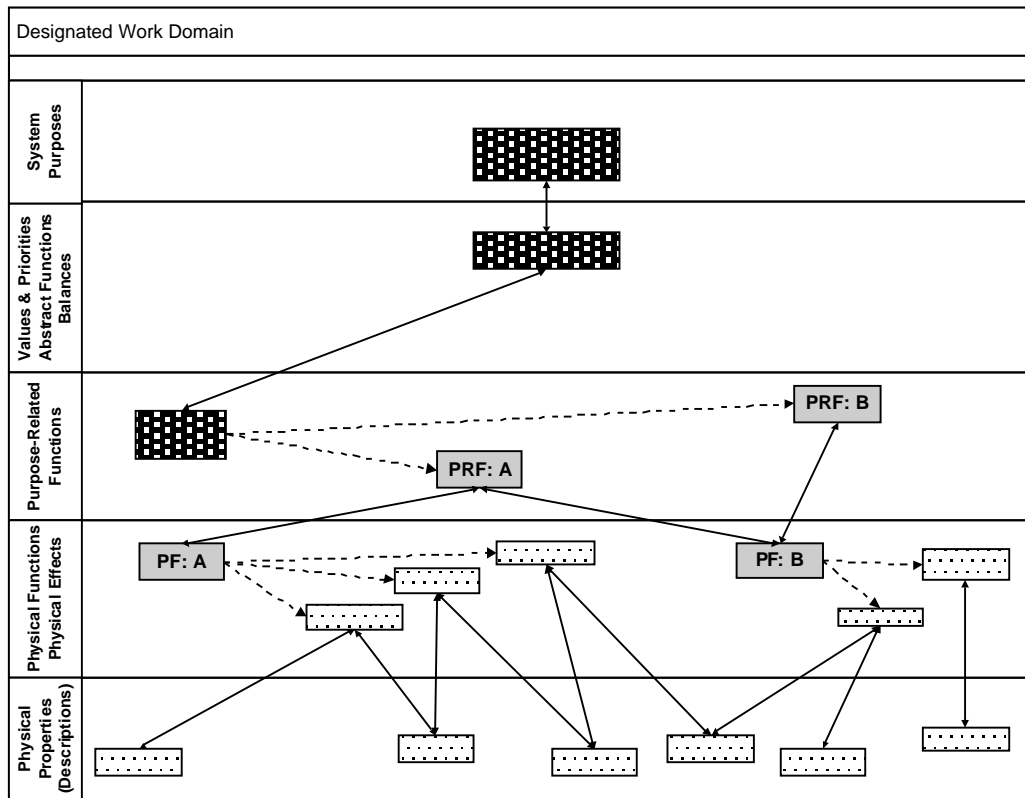 Designated Work Domain
System
Purposes
Values & Priorities
Abstract Functions
Balances
Purpose-Related
Functions
PRF: B
PRF: A
Physical Functions
Physical Effects
PF: A
PF: B
Physical
Properties
(Descriptions)